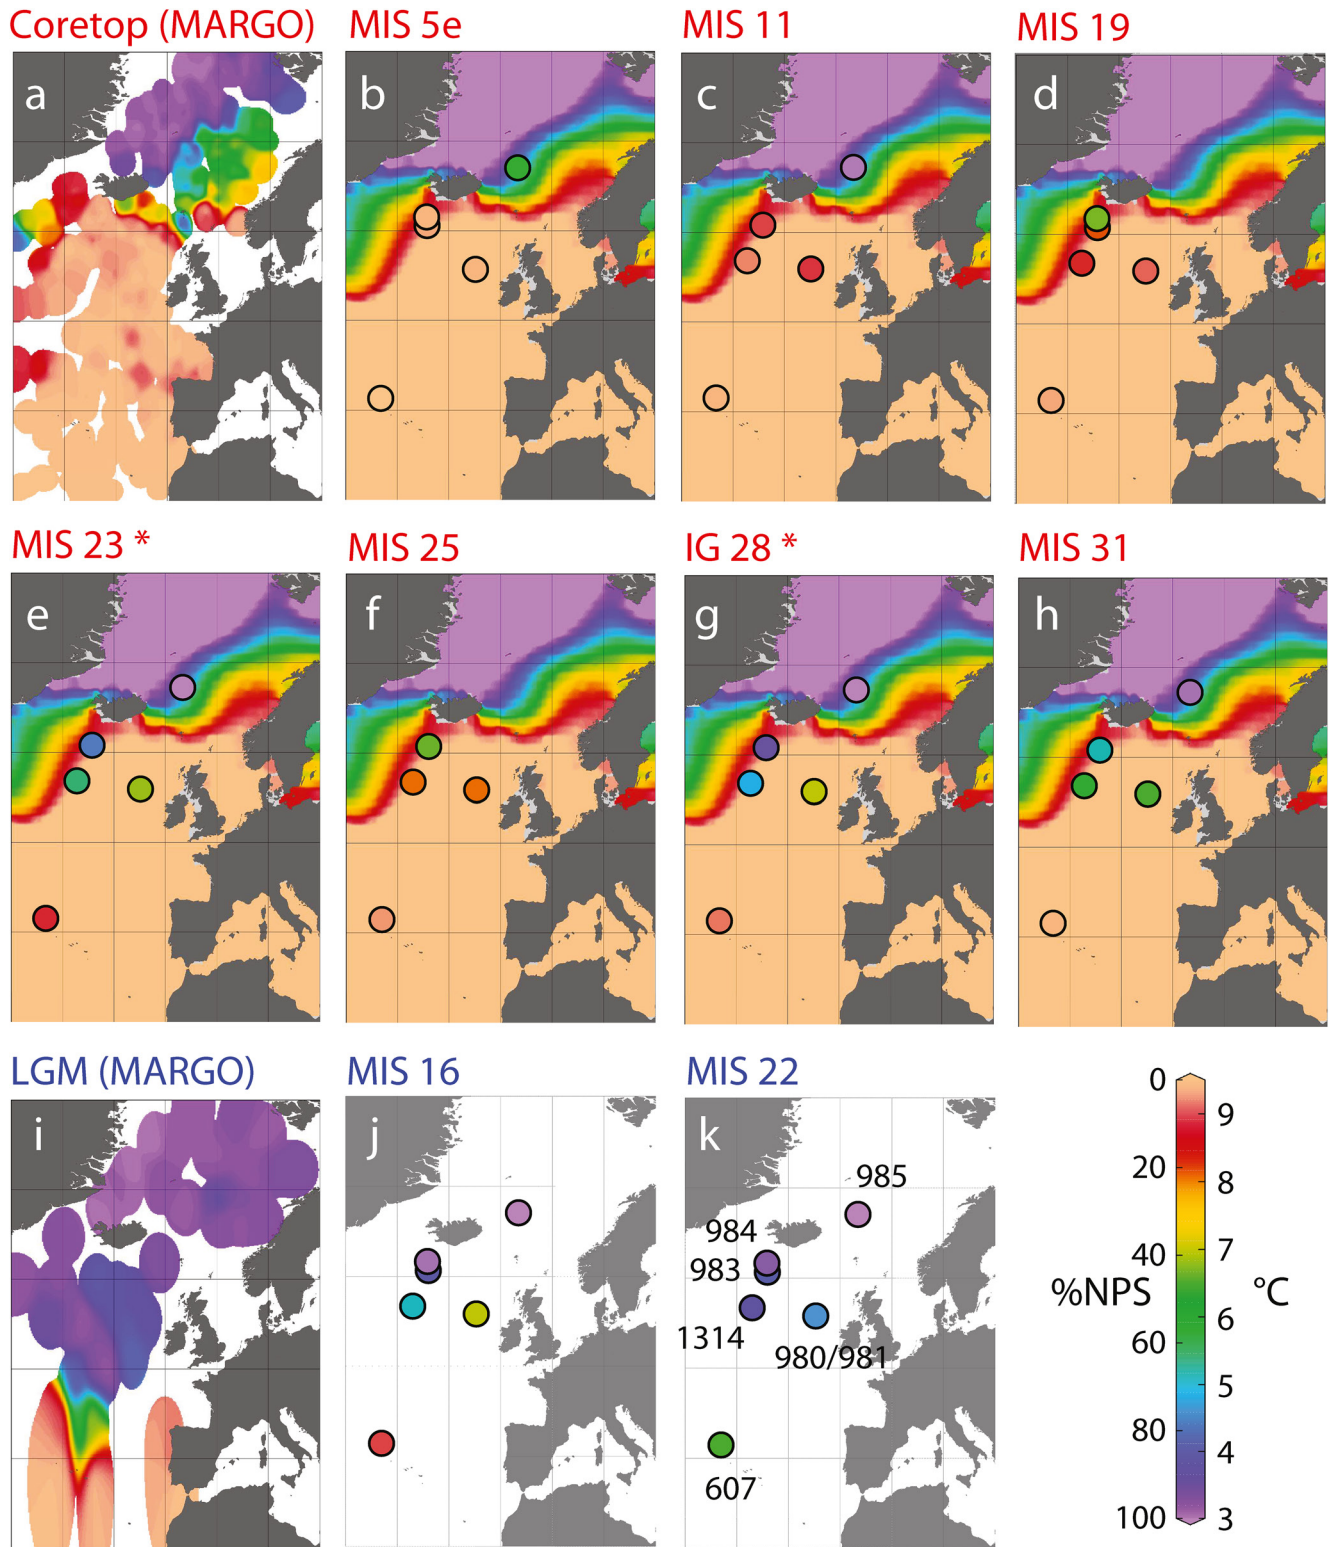 Coretop (MARGO)
MIS 5e
MIS 11
MIS 19
a
b
c
d
MIS 23 *
MIS 25
IG 28 *
MIS 31
e
f
g
h
LGM (MARGO)
MIS 16
MIS 22
i
j
k
985
984
983
1314
980/981
607
0
20
40
%NPS
60
80
100
9
8
7
°C
6
5
4
3